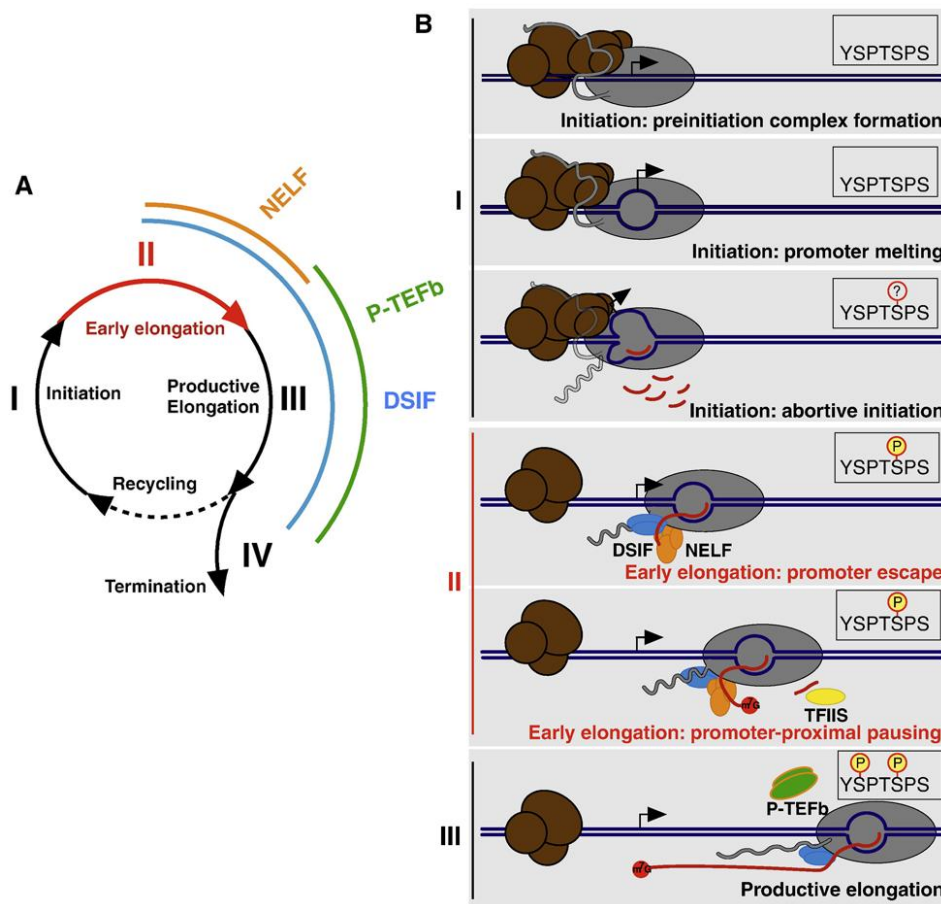 A
NELF
P-TEFb
DSIF
II
Early elongation
I
Initiation
Productive
Elongation
III
Recycling
IV
Termination
B
I
YSPTSPS
Initiation: preinitiation complex formation
YSPTSPS
Initiation: promoter melting
?
YSPTSPS
Initiation: abortive initiation
II
P
YSPTSPS
DSIF
NELF
Early elongation: promoter escape
P
YSPTSPS
m7G
TFIIS
Early elongation: promoter-proximal pausing
III
P P
YSPTSPS
P-TEFb
m7G
Productive elongation